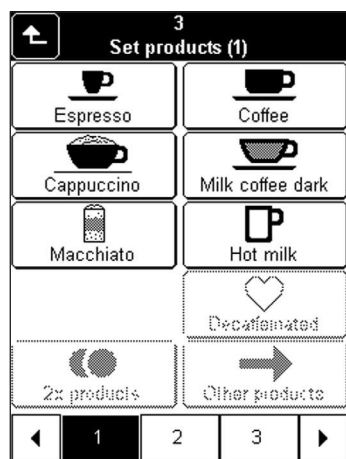 3
Set products (1)
Espresso
Coffee
Cappuccino
Milk coffee dark
Macchiato
Hot milk
Decafeinated
2x products
Other products
1 2 3